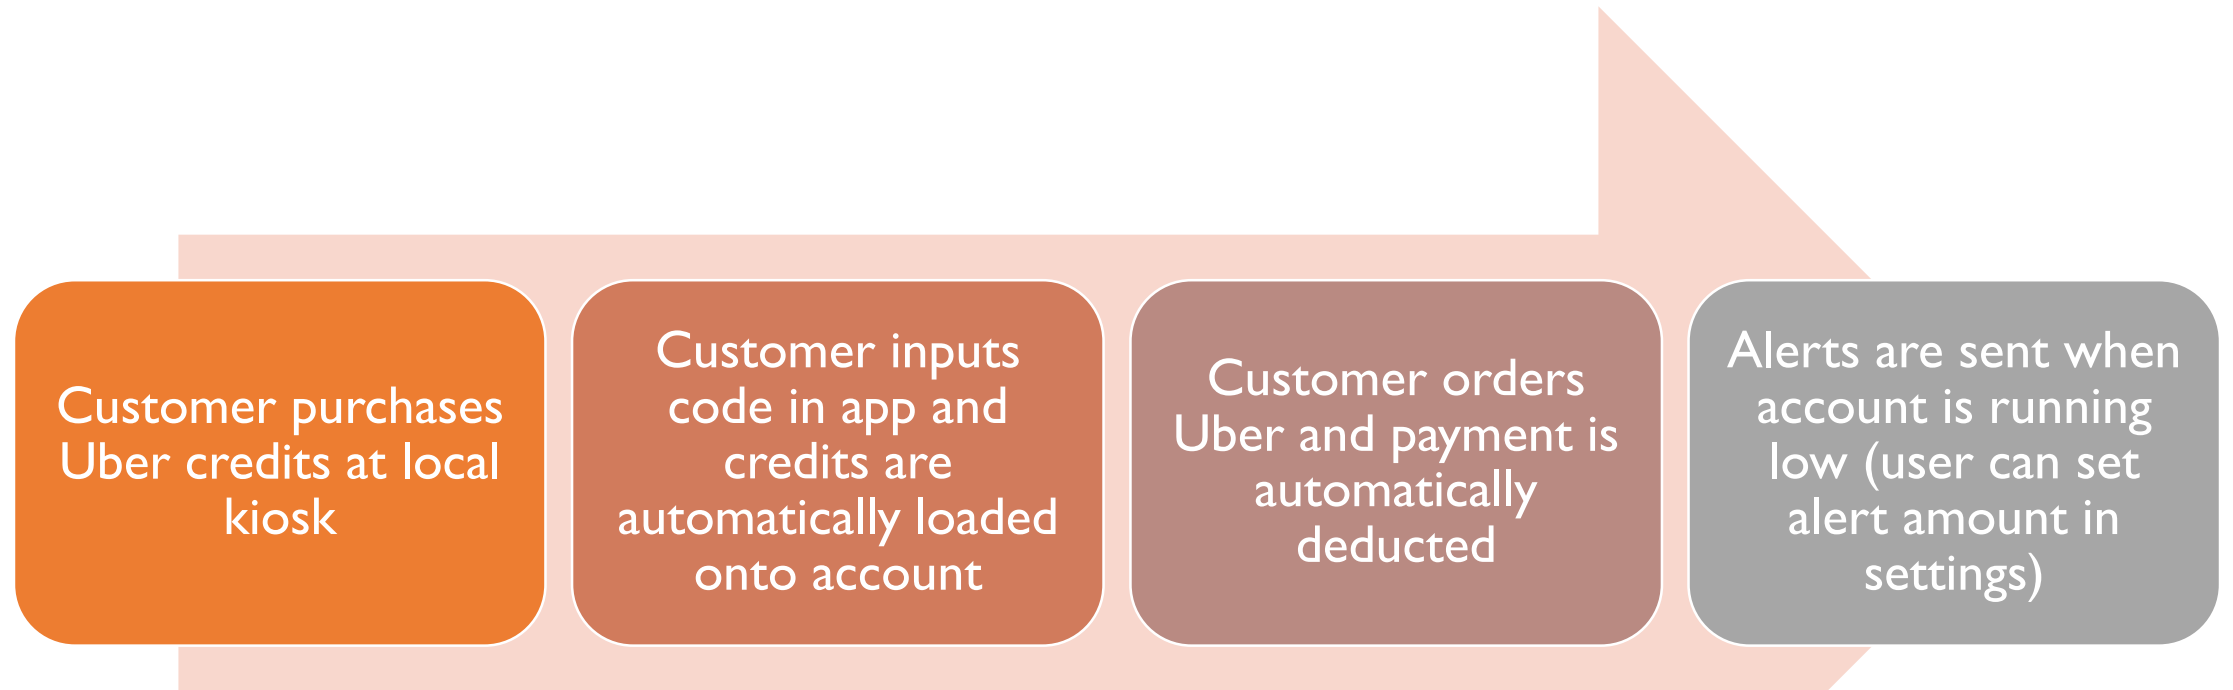 Customer purchases
Uber credits at local
kiosk
Customer inputs
code in app and
credits are
automatically loaded
onto account
Customer orders
Uber and payment is
automatically
deducted
Alerts are sent when
account is running
low (user can set
alert amount in
settings)